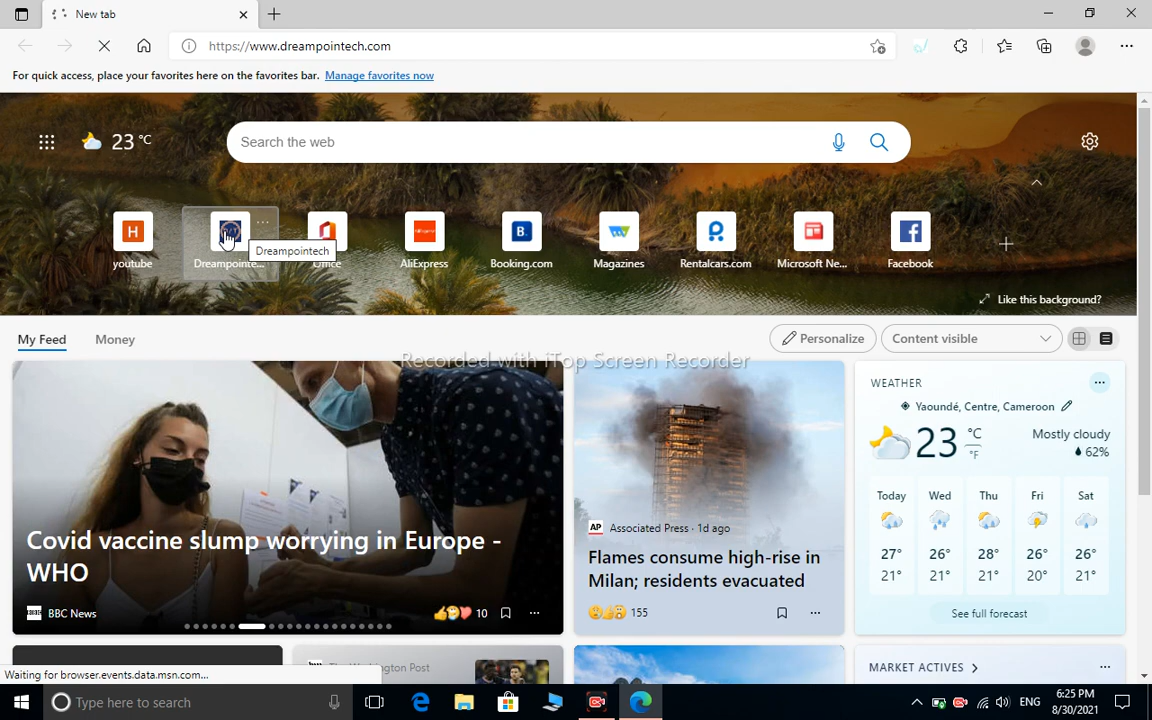 New tab
https://www.dreampointech.com
For quick access, place your favorites here on the favorites bar. Manage favorites now
23 °C
Search the web
H
youtube
Dreampointe...
Dreampointech
Office
AliExpress
B.
Booking.com
Magazines
Rentalcars.com
Microsoft Ne...
Facebook
Like this background?
My Feed
Money
Personalize
Content visible
Recorded with iTop Screen Recorder
Covid vaccine slump worrying in Europe -
WHO
BBC News
10
AP Associated Press · 1d ago
Flames consume high-rise in
Milan; residents evacuated
155
WEATHER
Yaoundé, Centre, Cameroon
23 °C
°F
Mostly cloudy
62%
Today Wed Thu Fri Sat
27° 26° 28° 26° 26°
21° 21° 21° 20° 21°
See full forecast
The Washington Post
MARKET ACTIVES
Waiting for browser.events.data.msn.com...
Type here to search
ENG
6:25 PM
8/30/2021